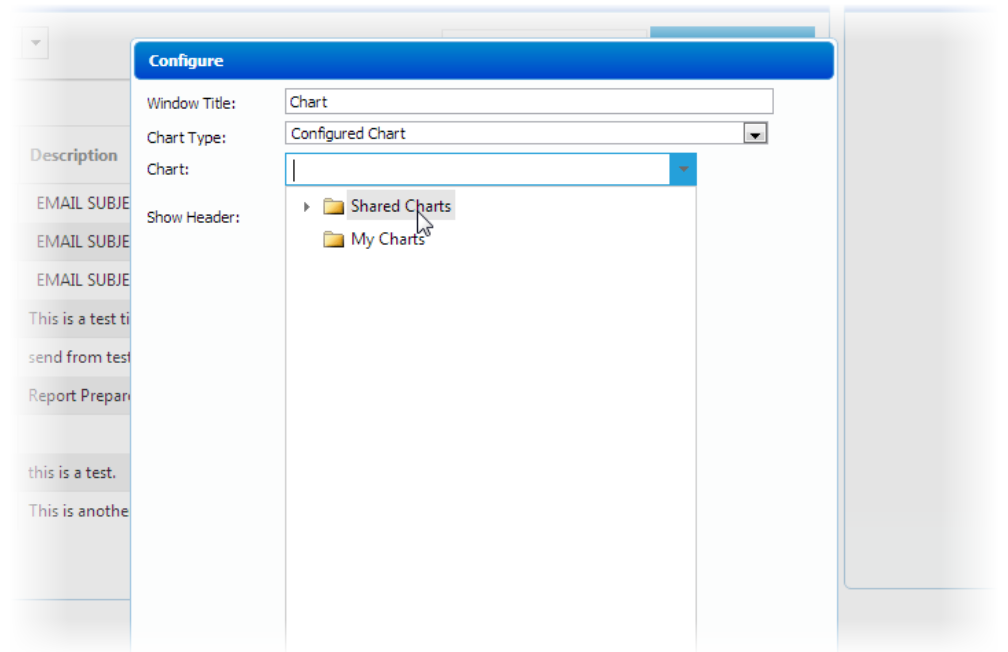 Configure
Window Title: Chart
Chart Type: Configured Chart
Chart:
Shared Charts
Show Header:
My Charts
Description
EMAIL SUBJE
EMAIL SUBJE
EMAIL SUBJE
This is a test ti
send from test
Report Prepar
this is a test.
This is anothe